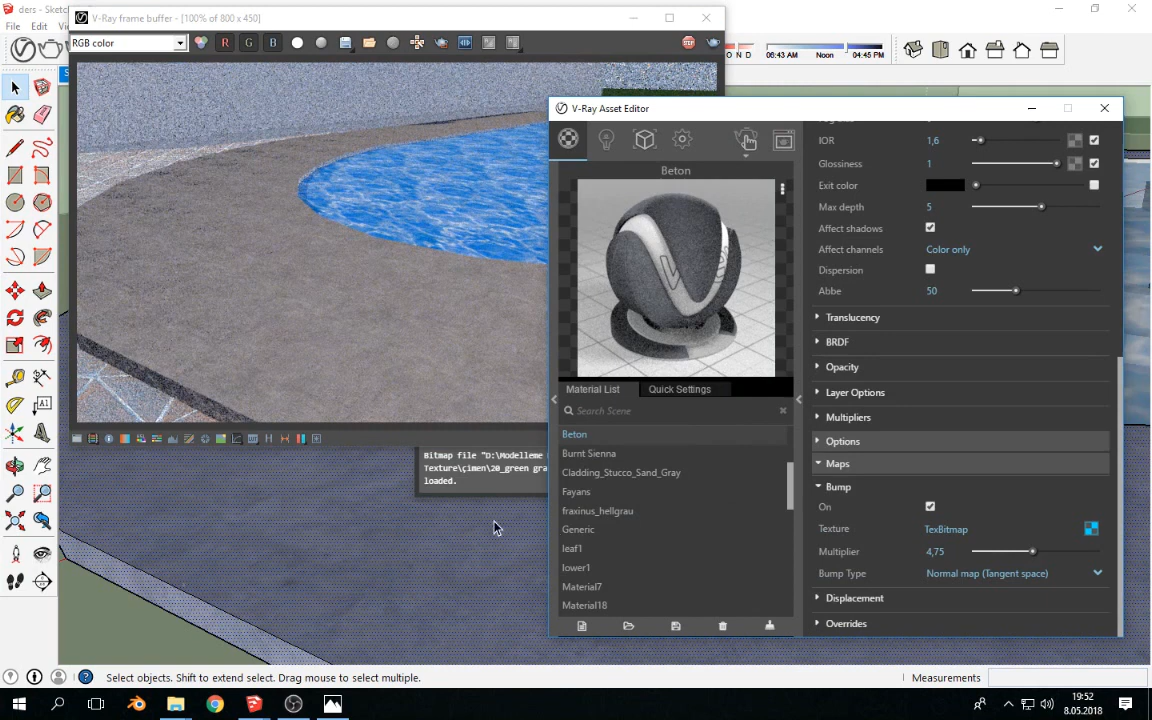 ders - Sketc
File Edit Vi
V-Ray frame buffer - [100% of 800 x 450]
RGB color
R G B
STOP
O N D 06:43 AM Noon 04:45 PM
V-Ray Asset Editor
Beton
IOR 1,6
Glossiness 1
Exit color
Max depth 5
Affect shadows
Affect channels Color only
Dispersion
Abbe 50
Translucency
BRDF
Opacity
Layer Options
Multipliers
Options
Maps
Bump
On
Texture TexBitmap
Multiplier 4,75
Bump Type Normal map (Tangent space)
Displacement
Overrides
Material List Quick Settings
Search Scene
Beton
Burnt Sienna
Cladding_Stucco_Sand_Gray
Fayans
fraxinus_hellgrau
Generic
leaf1
lower1
Material7
Material18
Bitmap file "D:\Modelleme
Texture\çimen\20_green gra
loaded.
Select objects. Shift to extend select. Drag mouse to select multiple.
Measurements
19:52
8.05.2018